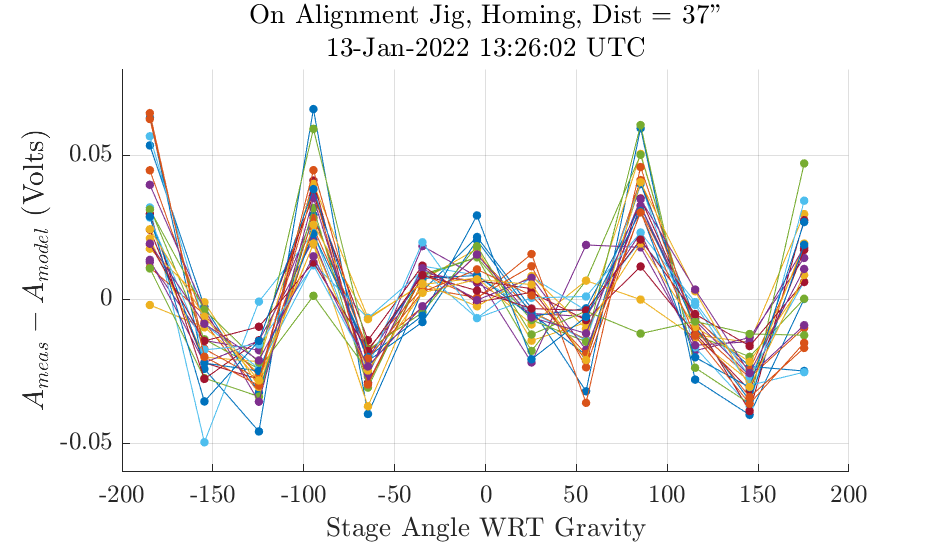 On Alignment Jig, Homing, Dist = 37”
13-Jan-2022 13:26:02 UTC
A_meas − A_model (Volts)
0.05
0
-0.05
-200 -150 -100 -50 0 50 100 150 200
Stage Angle WRT Gravity